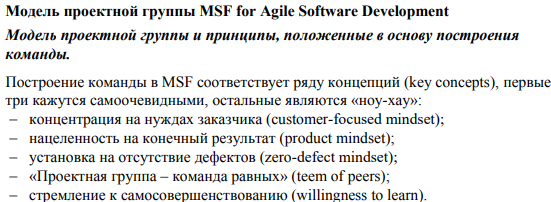 Модель проектной группы MSF for Agile Software Development
Модель проектной группы и принципы, положенные в основу построения
команды.
Построение команды в MSF соответствует ряду концепций (key concepts), первые
три кажутся самоочевидными, остальные являются «ноу-хау»:
– концентрация на нуждах заказчика (customer-focused mindset);
– нацеленность на конечный результат (product mindset);
– установка на отсутствие дефектов (zero-defect mindset);
– «Проектная группа – команда равных» (teem of peers);
– стремление к самосовершенствованию (willingness to learn).